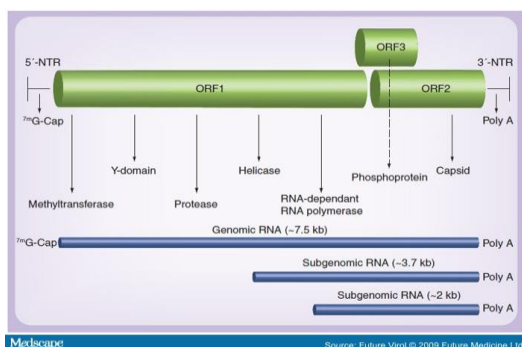 ORF3
5´-NTR
3´-NTR
ORF1
ORF2
7mG-Cap
Poly A
Y-domain
Helicase
Phosphoprotein
Capsid
Methyltransferase
Protease
RNA-dependant
RNA polymerase
Genomic RNA (~7.5 kb)
7mG-Cap
Poly A
Subgenomic RNA (~3.7 kb)
Poly A
Subgenomic RNA (~2 kb)
Poly A
Medscape
Source: Future Virol © 2009 Future Medicine Ltd